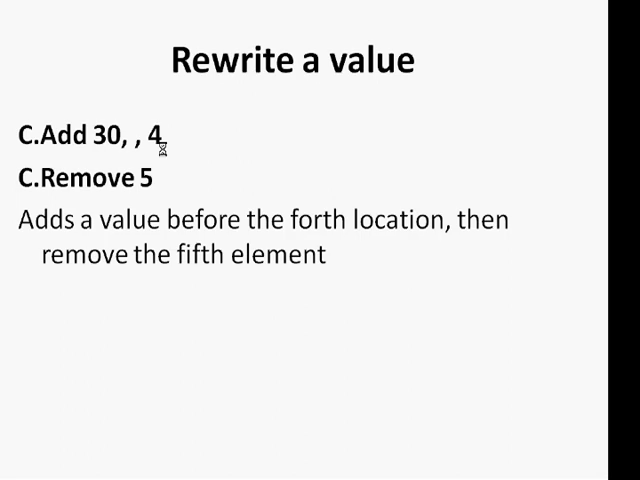 Rewrite a value
C.Add 30, , 4
C.Remove 5
Adds a value before the forth location, then
remove the fifth element